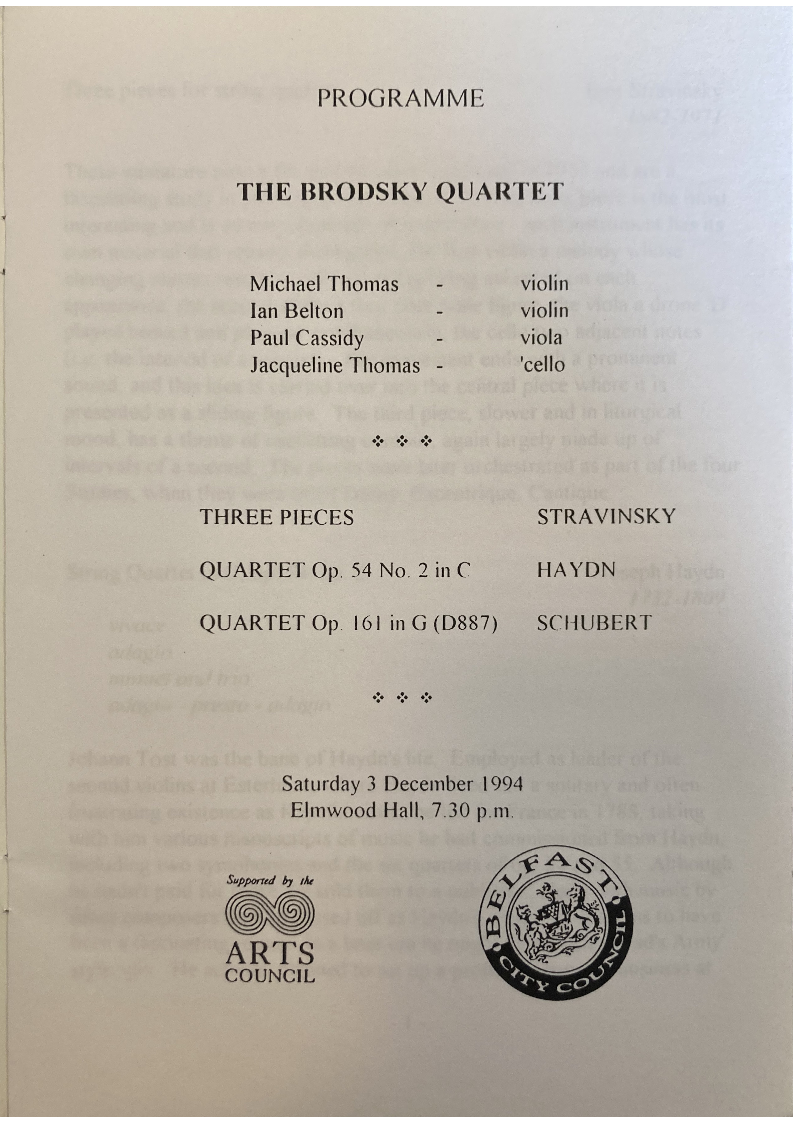 PROGRAMME
THE BRODSKY QUARTET
Michael Thomas - violin
Ian Belton - violin
Paul Cassidy - viola
Jacqueline Thomas - 'cello
THREE PIECES STRAVINSKY
QUARTET Op. 54 No. 2 in C HAYDN
QUARTET Op. 161 in G (D887) SCHUBERT
Saturday 3 December 1994
Elmwood Hall, 7.30 p.m.
Supported by the
ARTS
COUNCIL
BELFAST
CITY COUNCIL